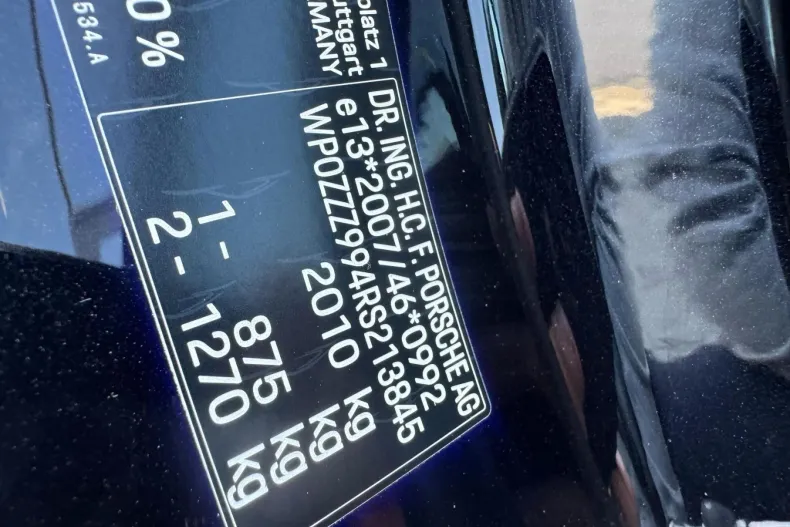 platz 1
uttgart
MANY
0 %
534.A
DR. ING. H.C. F. PORSCHE AG
e13*2007/46*0992
WP0ZZZ994RS213845
2010 kg
1 - 875 kg
2 - 1270 kg